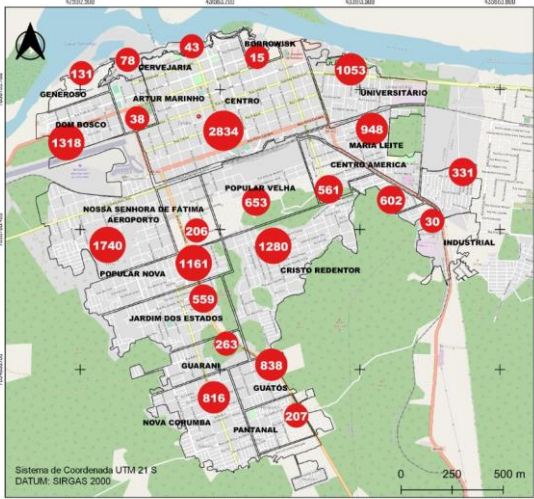 43
BORROWISK
15
78
CERVEJARIA
131
1053
GENEROSO
ARTUR MARINHO
CENTRO
UNIVERSITÁRIO
38
DOM BOSCO
2834
948
1318
MARIA LEITE
CENTRO AMERICA
331
POPULAR VELHA
561
653
602
NOSSA SENHORA DE FÁTIMA
AEROPORTO
206
30
1740
1280
INDUSTRIAL
1161
CRISTO REDENTOR
POPULAR NOVA
559
JARDIM DOS ESTADOS
263
GUARANI
838
GUATÓS
816
207
NOVA CORUMBA
PANTANAL
Sistema de Coordenada UTM 21 S
DATUM: SIRGAS 2000
0 250 500 m